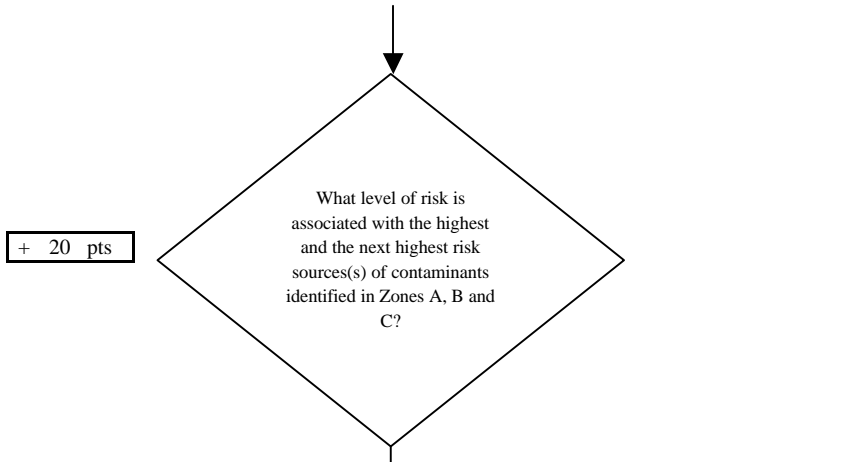 What level of risk is
associated with the highest
and the next highest risk
sources(s) of contaminants
identified in Zones A, B and
C?
+ 20 pts